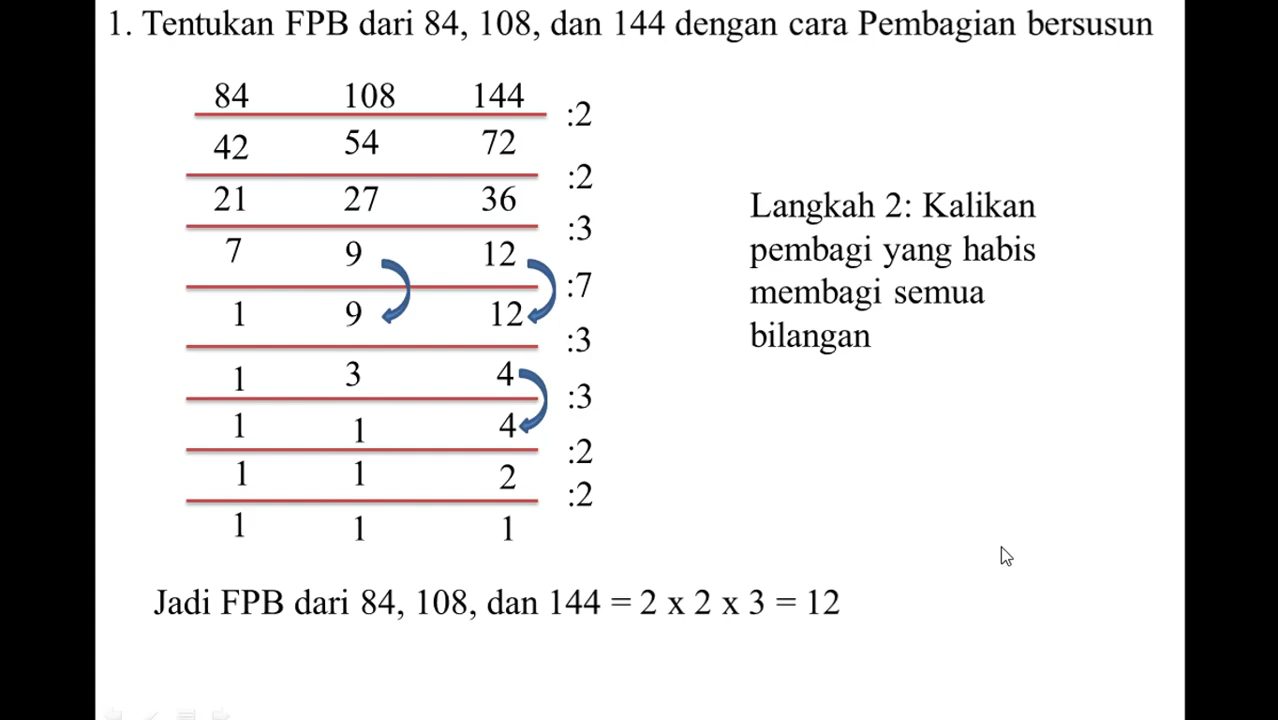 1. Tentukan FPB dari 84, 108, dan 144 dengan cara Pembagian bersusun
84 108 144
:2
42 54 72
:2
21 27 36
:3
7 9 12
:7
1 9 12
:3
1 3 4
:3
1 1 4
:2
1 1 2
:2
1 1 1
Langkah 2: Kalikan
pembagi yang habis
membagi semua
bilangan
Jadi FPB dari 84, 108, dan 144 = 2 x 2 x 3 = 12